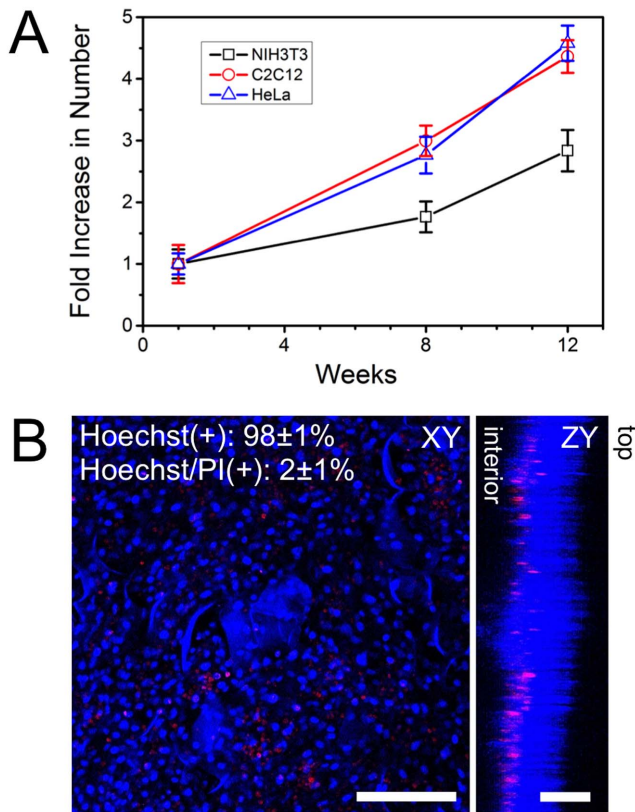 A
Fold Increase in Number
5
4
3
2
1
0
NIH3T3
C2C12
HeLa
0
4
8
12
Weeks
B
Hoechst(+): 98±1%
Hoechst/PI(+): 2±1%
XY
interior
ZY
top